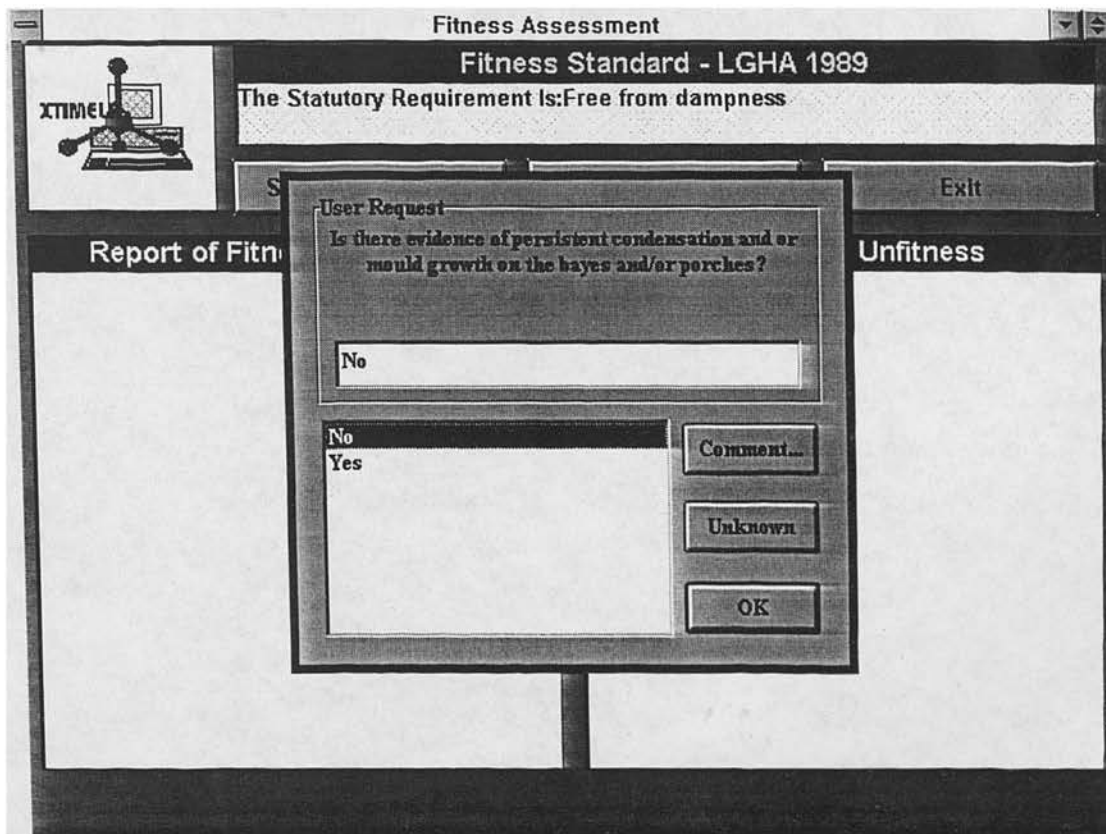 Fitness Assessment
Fitness Standard - LGHA 1989
XTIMEL
The Statutory Requirement Is:Free from dampness
Exit
Report of Fitn
Unfitness
User Request
Is there evidence of persistent condensation and or
mould growth on the bayes and/or porches?
No
No
Yes
Comment...
Unknown
OK